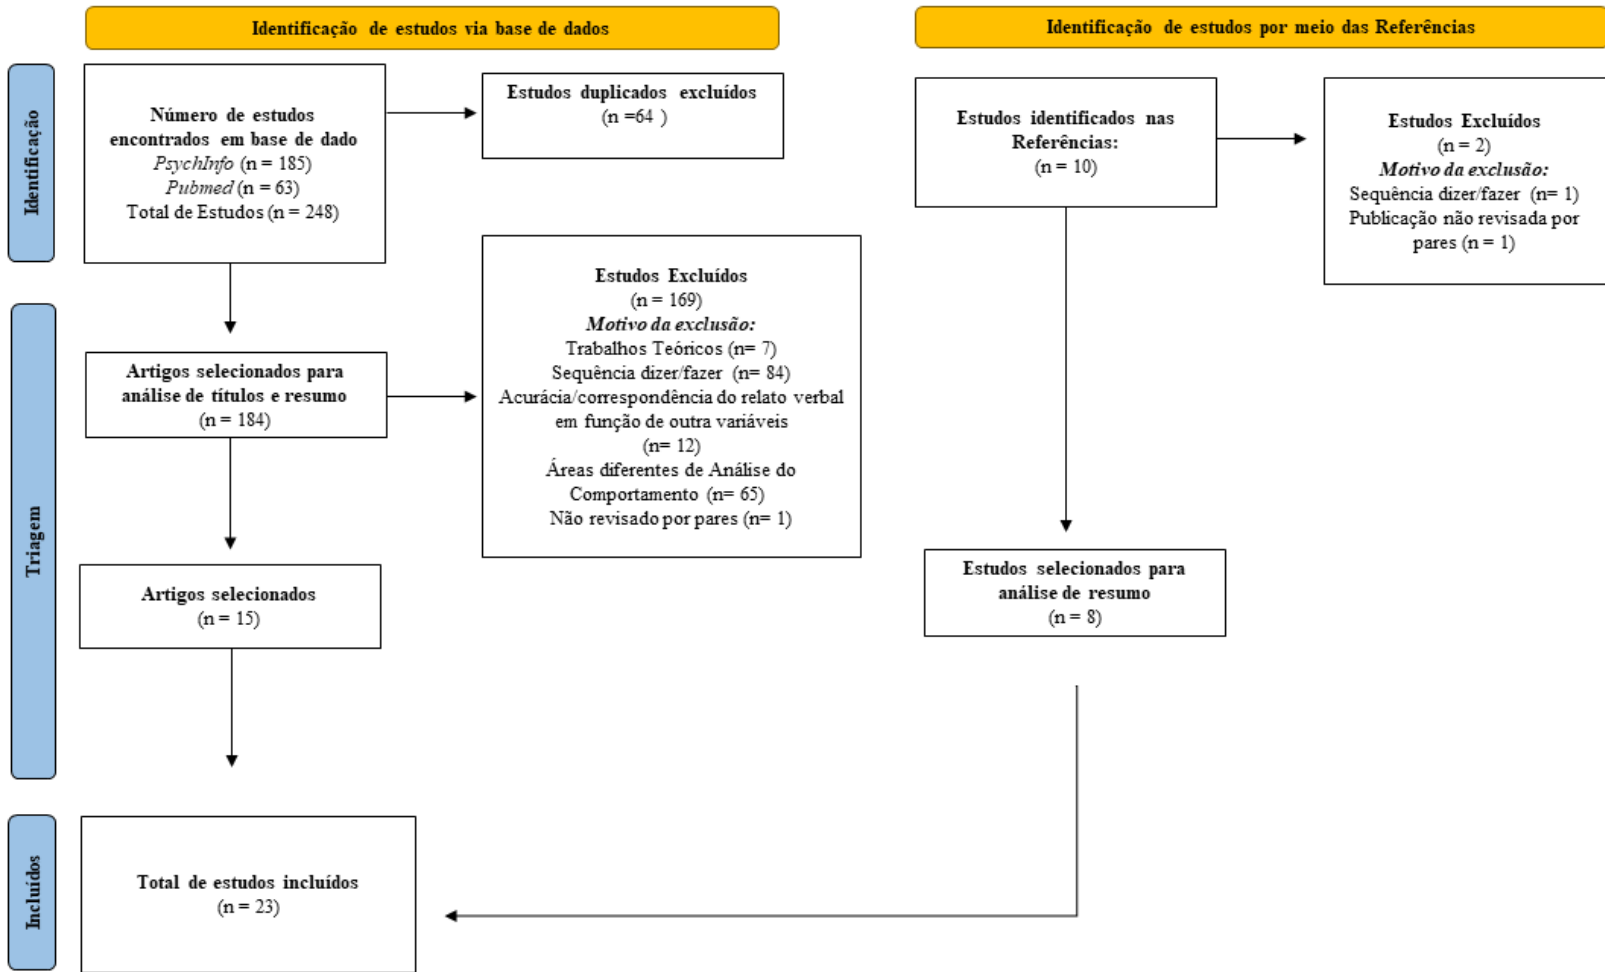 Identificação de estudos via base de dados
Identificação de estudos por meio das Referências
Identificação
Número de estudos
encontrados em base de dado
PsychInfo (n = 185)
Pubmed (n = 63)
Total de Estudos (n = 248)
Estudos duplicados excluídos
(n =64 )
Estudos identificados nas
Referências:
(n = 10)
Estudos Excluídos
(n = 2)
Motivo da exclusão:
Sequência dizer/fazer (n= 1)
Publicação não revisada por
pares (n = 1)
Triagem
Artigos selecionados para
análise de títulos e resumo
(n = 184)
Estudos Excluídos
(n = 169)
Motivo da exclusão:
Trabalhos Teóricos (n= 7)
Sequência dizer/fazer (n= 84)
Acurácia/correspondência do relato verbal
em função de outra variáveis
(n= 12)
Áreas diferentes de Análise do
Comportamento (n= 65)
Não revisado por pares (n= 1)
Artigos selecionados
(n = 15)
Estudos selecionados para
análise de resumo
(n = 8)
Incluídos
Total de estudos incluídos
(n = 23)